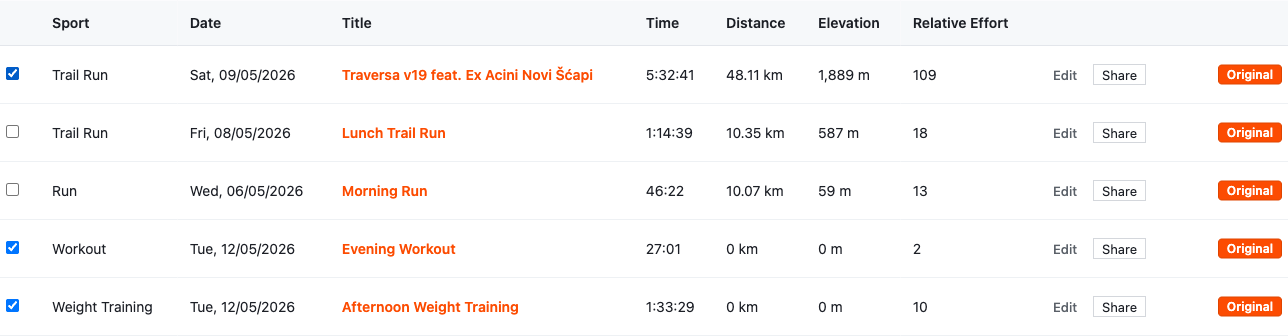 Sport Date Title Time Distance Elevation Relative Effort
Trail Run Sat, 09/05/2026 Traversa v19 feat. Ex Acini Novi Šćapi 5:32:41 48.11 km 1,889 m 109 Edit Share Original
Trail Run Fri, 08/05/2026 Lunch Trail Run 1:14:39 10.35 km 587 m 18 Edit Share Original
Run Wed, 06/05/2026 Morning Run 46:22 10.07 km 59 m 13 Edit Share Original
Workout Tue, 12/05/2026 Evening Workout 27:01 0 km 0 m 2 Edit Share Original
Weight Training Tue, 12/05/2026 Afternoon Weight Training 1:33:29 0 km 0 m 10 Edit Share Original